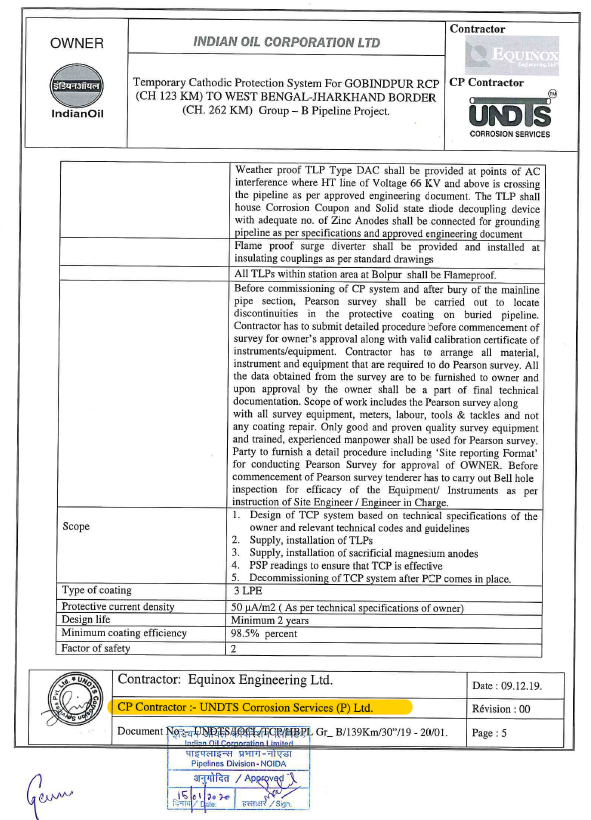 OWNER
इंडियनऑयल
IndianOil
INDIAN OIL CORPORATION LTD
Temporary Cathodic Protection System For GOBINDPUR RCP
(CH 123 KM) TO WEST BENGAL-JHARKHAND BORDER
(CH. 262 KM) Group – B Pipeline Project.
Contractor
EQUINOX
Engineering Ltd
CP Contractor
UNDTS
CORROSION SERVICES
Weather proof TLP Type DAC shall be provided at points of AC
interference where HT line of Voltage 66 KV and above is crossing
the pipeline as per approved engineering document. The TLP shall
house Corrosion Coupon and Solid state diode decoupling device
with adequate no. of Zinc Anodes shall be connected for grounding
pipeline as per specifications and approved engineering document
Flame proof surge diverter shall be provided and installed at
insulating couplings as per standard drawings
All TLPs within station area at Bolpur shall be Flameproof.
Before commissioning of CP system and after bury of the mainline
pipe section, Pearson survey shall be carried out to locate
discontinuities in the protective coating on buried pipeline.
Contractor has to submit detailed procedure before commencement of
survey for owner's approval along with valid calibration certificate of
instruments/equipment. Contractor has to arrange all material,
instrument and equipment that are required to do Pearson survey. All
the data obtained from the survey are to be furnished to owner and
upon approval by the owner shall be a part of final technical
documentation. Scope of work includes the Pearson survey along
with all survey equipment, meters, labour, tools & tackles and not
any coating repair. Only good and proven quality survey equipment
and trained, experienced manpower shall be used for Pearson survey.
Party to furnish a detail procedure including 'Site reporting Format'
for conducting Pearson Survey for approval of OWNER. Before
commencement of Pearson survey tenderer has to carry out Bell hole
inspection for efficacy of the Equipment/ Instruments as per
instruction of Site Engineer / Engineer in Charge.
Scope
1. Design of TCP system based on technical specifications of the
owner and relevant technical codes and guidelines
2. Supply, installation of TLPs
3. Supply, installation of sacrificial magnesium anodes
4. PSP readings to ensure that TCP is effective
5. Decommissioning of TCP system after PCP comes in place.
Type of coating 3 LPE
Protective current density 50 µA/m2 ( As per technical specifications of owner)
Design life Minimum 2 years
Minimum coating efficiency 98.5% percent
Factor of safety 2
Contractor: Equinox Engineering Ltd.
Date : 09.12.19.
CP Contractor :- UNDTS Corrosion Services (P) Ltd.
Révision : 00
Document No:- UNDTS/IOCL/TCP/HBPL Gr_ B/139Km/30"/19 - 20/01.
Page : 5
Indian Oil Corporation Limited
पाइपलाइन्स प्रभाग-नोएडा
Pipelines Division-NOIDA
अनुमोदित / Approved
15/01/2020
दिनांक/Date: हस्ताक्षर/Sign.